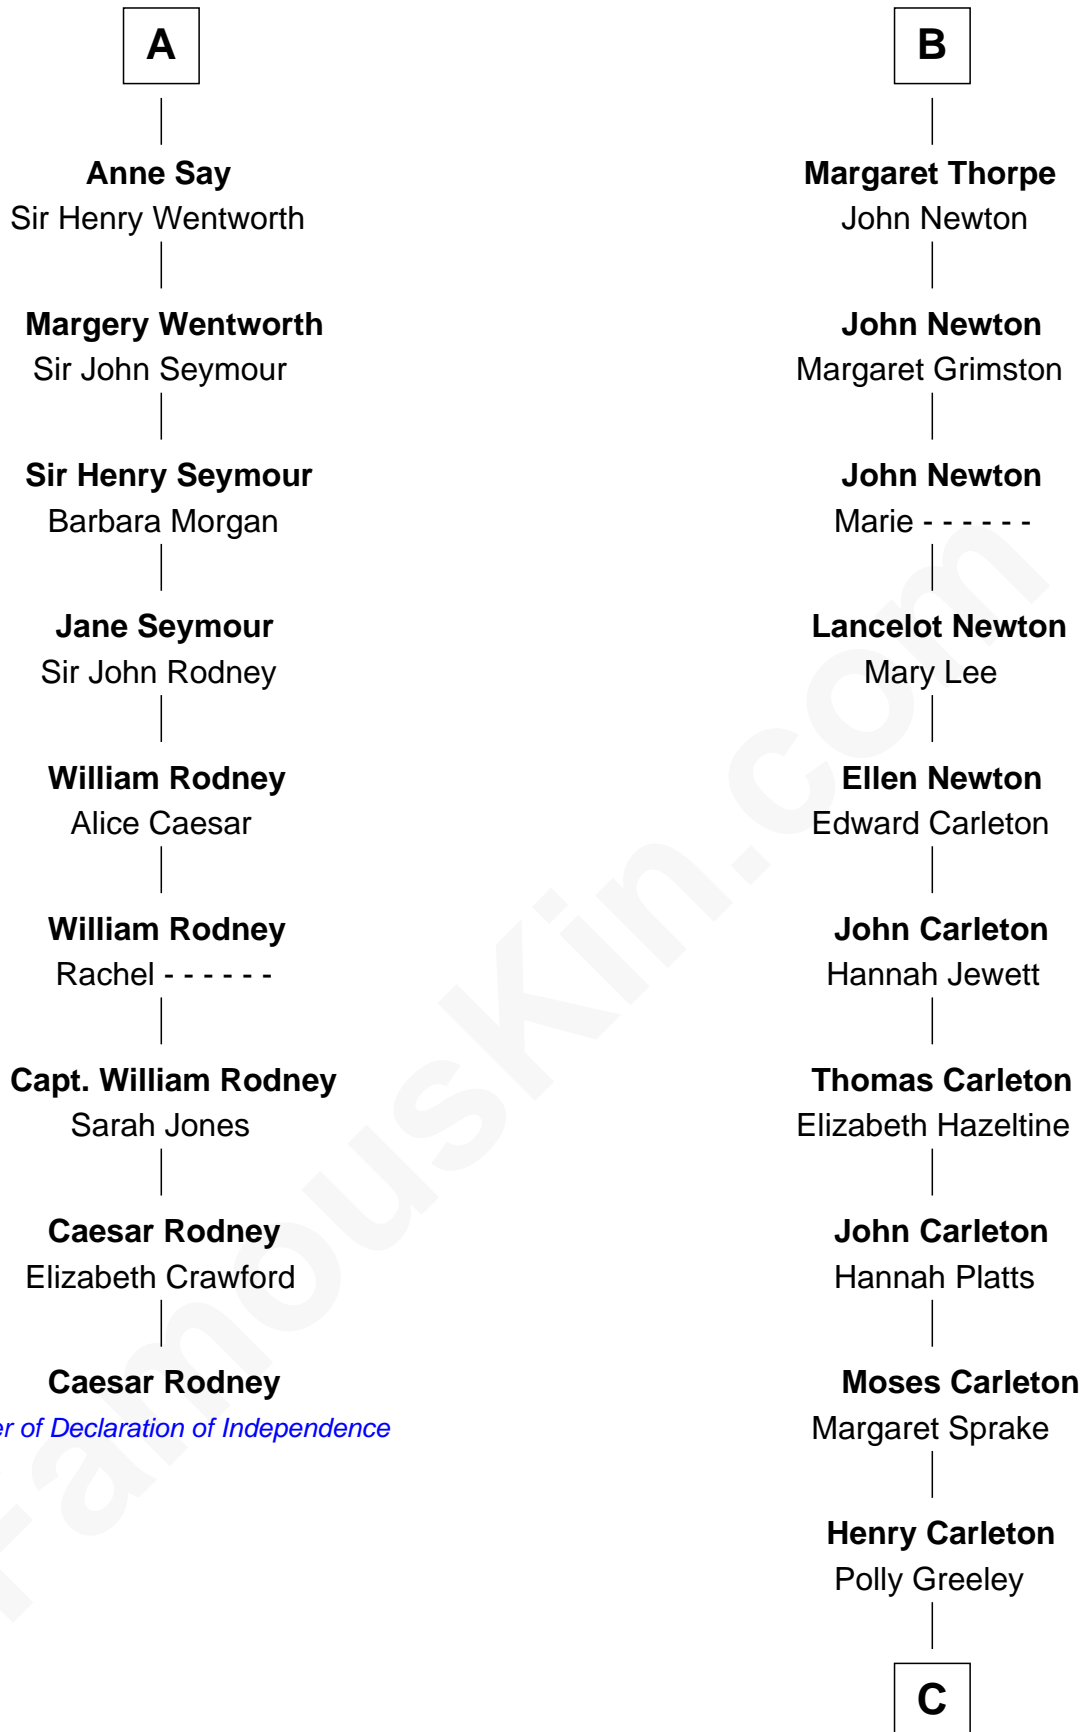 A
Anne Say
Sir Henry Wentworth
Margery Wentworth
Sir John Seymour
Sir Henry Seymour
Barbara Morgan
Jane Seymour
Sir John Rodney
William Rodney
Alice Caesar
William Rodney
Rachel - - - - - -
Capt. William Rodney
Sarah Jones
Caesar Rodney
Elizabeth Crawford
Caesar Rodney
er of Declaration of Independence
B
Margaret Thorpe
John Newton
John Newton
Margaret Grimston
John Newton
Marie - - - - - -
Lancelot Newton
Mary Lee
Ellen Newton
Edward Carleton
John Carleton
Hannah Jewett
Thomas Carleton
Elizabeth Hazeltine
John Carleton
Hannah Platts
Moses Carleton
Margaret Sprake
Henry Carleton
Polly Greeley
C
FamousKin.com